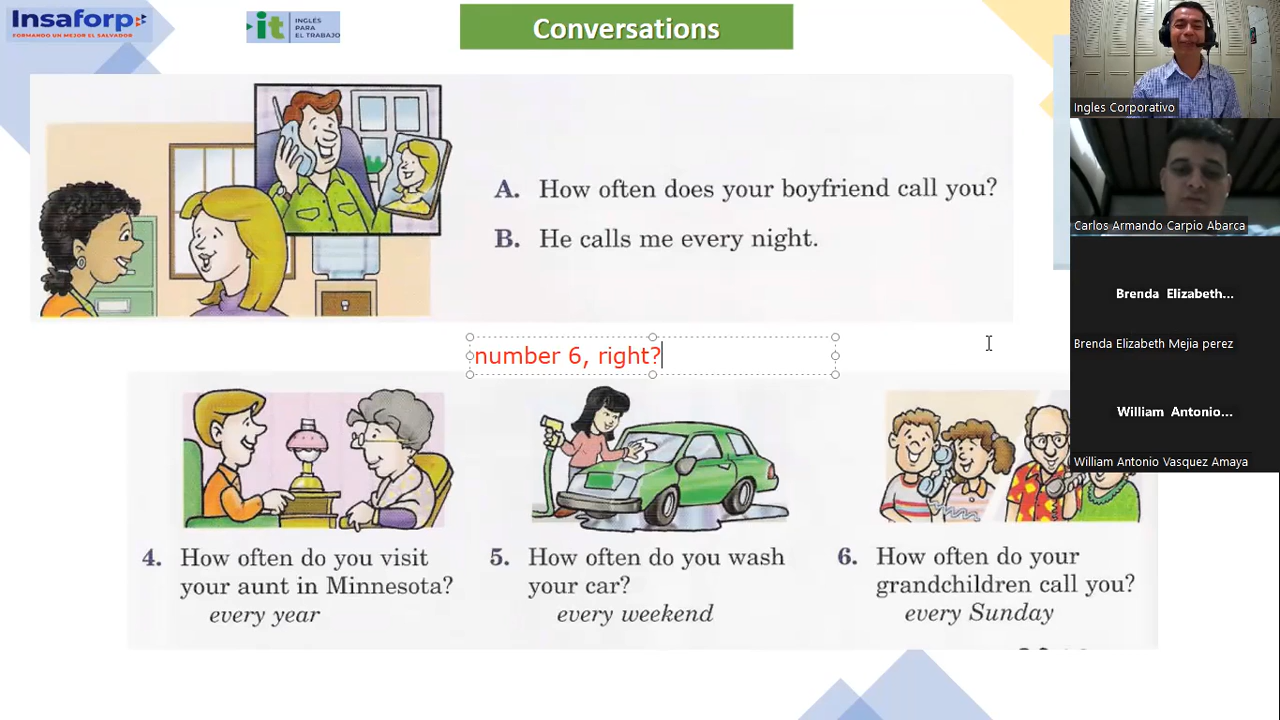 Insaforp
FORMANDO UN MEJOR EL SALVADOR
it
INGLÉS
PARA
EL TRABAJO
Conversations
A. How often does your boyfriend call you?
B. He calls me every night.
number 6, right?
4. How often do you visit
your aunt in Minnesota?
every year
5. How often do you wash
your car?
every weekend
6. How often do your
grandchildren call you?
every Sunday
Ingles Corporativo
Carlos Armando Carpio Abarca
Brenda Elizabeth...
Brenda Elizabeth Mejia perez
William Antonio...
William Antonio Vasquez Amaya